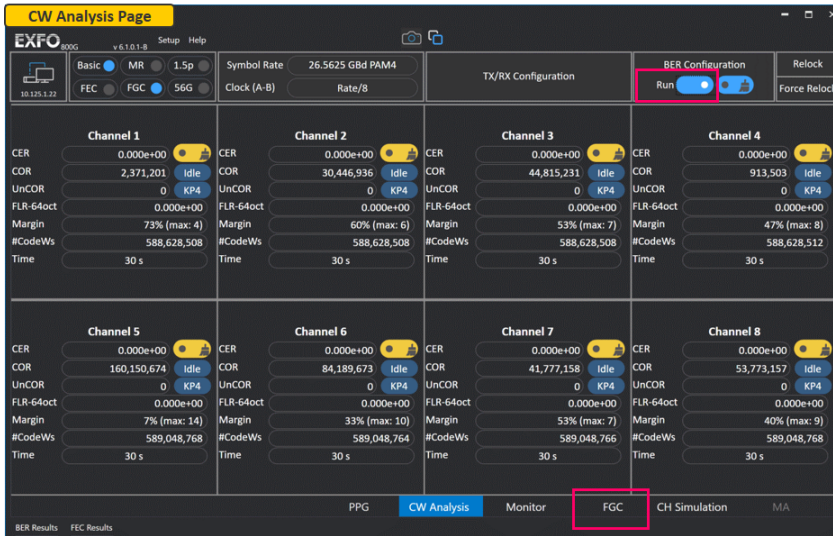 CW Analysis Page
EXFO 800G v 6.1.0.1-B Setup Help
10.125.1.22
Basic MR 1.5p
FEC FGC 56G
Symbol Rate 26.5625 GBd PAM4
Clock (A-B) Rate/8
TX/RX Configuration
BER Configuration
Run
Relock
Force Reloc
Channel 1
CER 0.000e+00
COR 2,371,201 Idle
UnCOR 0 KP4
FLR-64oct 0.000e+00
Margin 73% (max: 4)
#CodeWs 588,628,508
Time 30 s
Channel 2
CER 0.000e+00
COR 30,446,936 Idle
UnCOR 0 KP4
FLR-64oct 0.000e+00
Margin 60% (max: 6)
#CodeWs 588,628,508
Time 30 s
Channel 3
CER 0.000e+00
COR 44,815,231 Idle
UnCOR 0 KP4
FLR-64oct 0.000e+00
Margin 53% (max: 7)
#CodeWs 588,628,508
Time 30 s
Channel 4
CER 0.000e+00
COR 913,503 Idle
UnCOR 0 KP4
FLR-64oct 0.000e+00
Margin 47% (max: 8)
#CodeWs 588,628,512
Time 30 s
Channel 5
CER 0.000e+00
COR 160,150,674 Idle
UnCOR 0 KP4
FLR-64oct 0.000e+00
Margin 7% (max: 14)
#CodeWs 589,048,768
Time 30 s
Channel 6
CER 0.000e+00
COR 84,189,673 Idle
UnCOR 0 KP4
FLR-64oct 0.000e+00
Margin 33% (max: 10)
#CodeWs 589,048,764
Time 30 s
Channel 7
CER 0.000e+00
COR 41,777,158 Idle
UnCOR 0 KP4
FLR-64oct 0.000e+00
Margin 53% (max: 7)
#CodeWs 589,048,766
Time 30 s
Channel 8
CER 0.000e+00
COR 53,773,157 Idle
UnCOR 0 KP4
FLR-64oct 0.000e+00
Margin 40% (max: 9)
#CodeWs 589,048,768
Time 30 s
PPG CW Analysis Monitor FGC CH Simulation MA
BER Results FEC Results